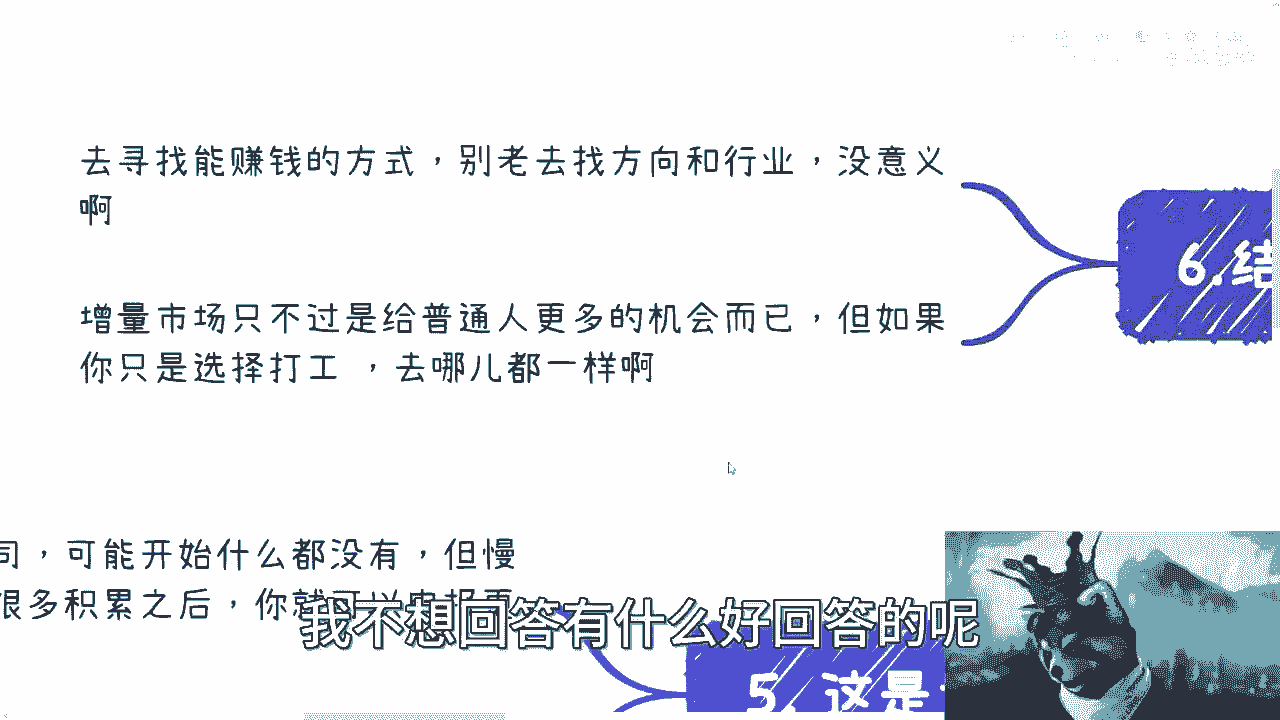 去寻找能赚钱的方式，别老去找方向和行业，没意义
啊
6.结
增量市场只不过是给普通人更多的机会而已，但如果
你只是选择打工 ，去哪儿都一样啊
司，可能开始什么都没有，但慢
很多积累之后，你就可以
我不想回答有什么好回答的呢
5. 这是